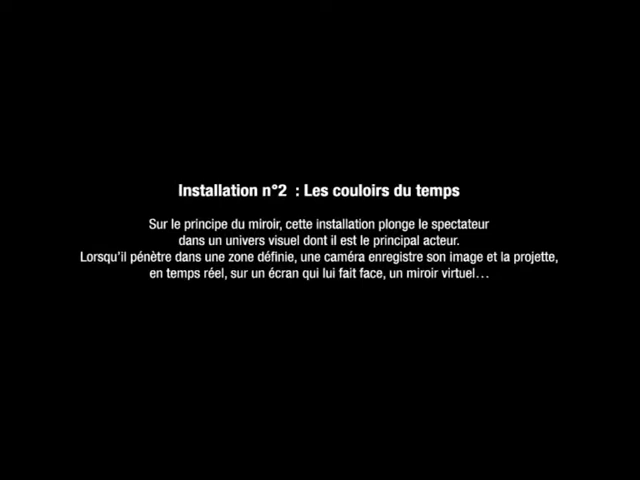 Installation n°2  : Les couloirs du temps
Sur le principe du miroir, cette installation plonge le spectateur
dans un univers visuel dont il est le principal acteur.
Lorsqu'il pénètre dans une zone définie, une caméra enregistre son image et la projette,
en temps réel, sur un écran qui lui fait face, un miroir virtuel…